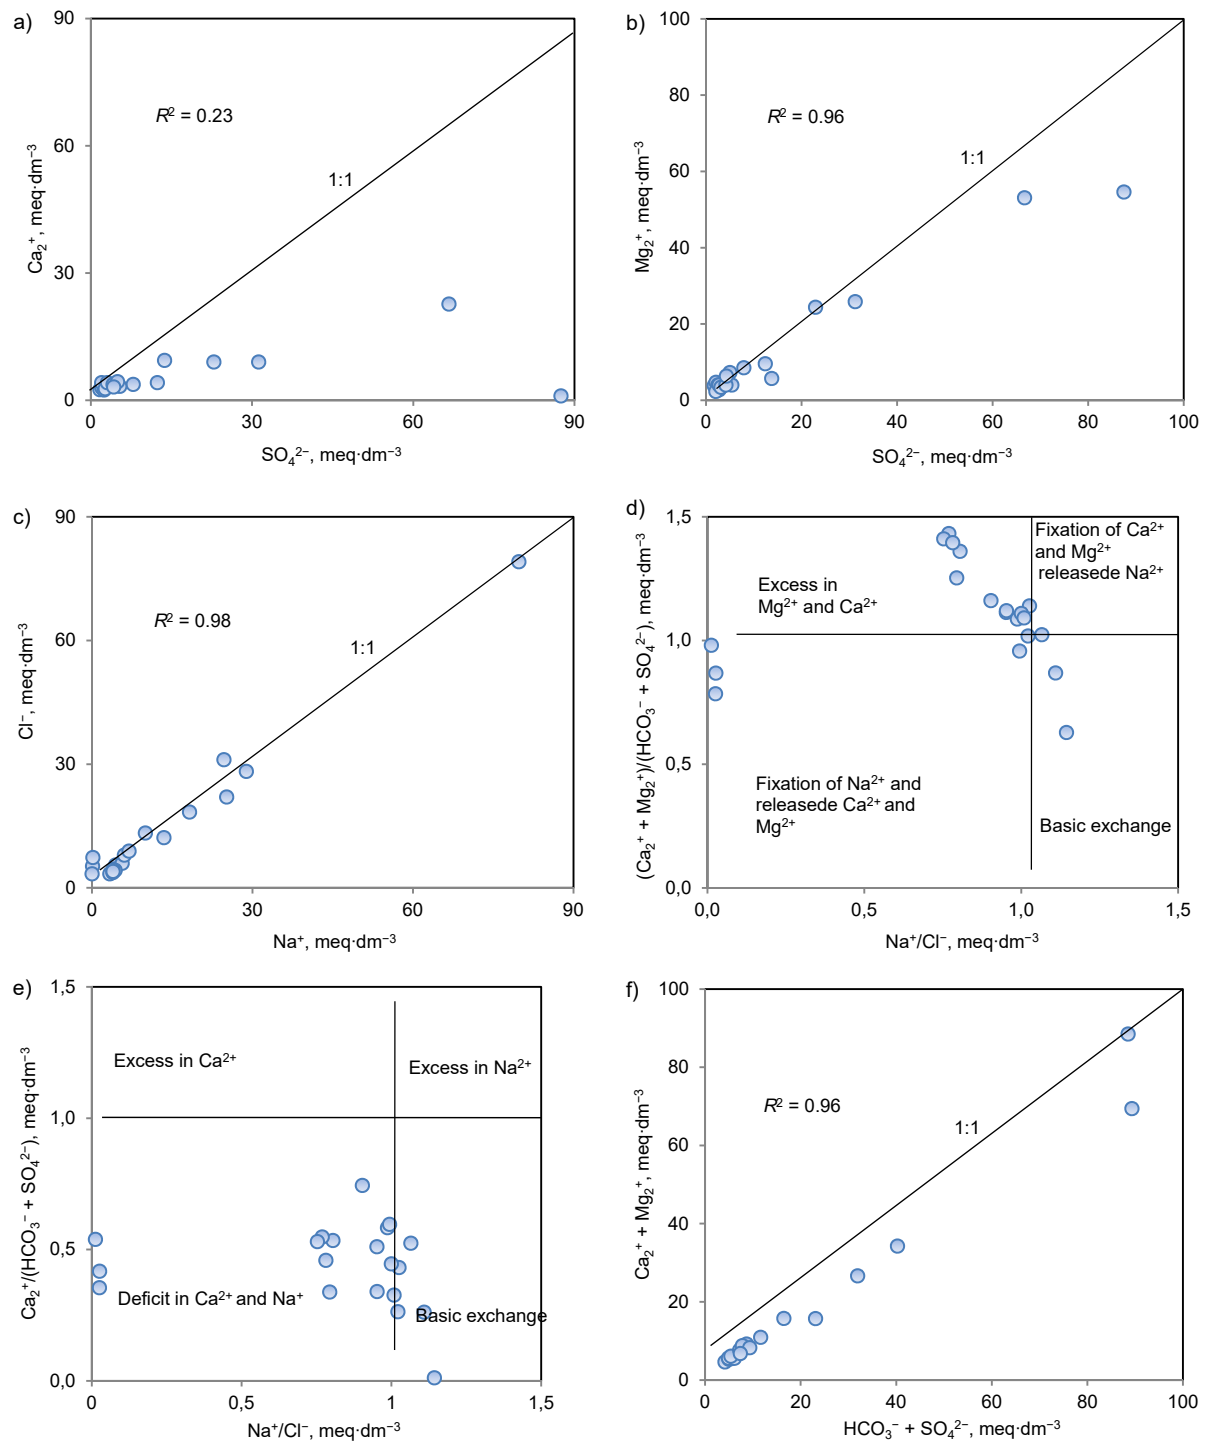 a)
90
60
30
0
0
30
60
90
R² = 0.23
1:1
Ca₂⁺, meq·dm⁻³
SO₄²⁻, meq·dm⁻³
b)
100
80
60
40
20
0
0
20
40
60
80
100
R² = 0.96
1:1
Mg₂⁺, meq·dm⁻³
SO₄²⁻, meq·dm⁻³
c)
90
60
30
0
0
30
60
90
R² = 0.98
1:1
Cl⁻, meq·dm⁻³
Na⁺, meq·dm⁻³
d)
1,5
1,0
0,5
0,0
0,0
0,5
1,0
1,5
Fixation of Ca²⁺
and Mg²⁺
releasede Na²⁺
Excess in
Mg²⁺ and Ca²⁺
Fixation of Na²⁺ and
releasede Ca²⁺ and
Mg²⁺
Basic exchange
(Ca₂⁺ + Mg₂⁺)/(HCO₃⁻ + SO₄²⁻), meq·dm⁻³
Na⁺/Cl⁻, meq·dm⁻³
e)
1,5
1,0
0,5
0,0
0
0,5
1
1,5
Excess in Ca²⁺
Excess in Na²⁺
Deficit in Ca²⁺ and Na⁺
Basic exchange
Ca₂⁺/(HCO₃⁻ + SO₄²⁻), meq·dm⁻³
Na⁺/Cl⁻, meq·dm⁻³
f)
100
80
60
40
20
0
0
20
40
60
80
100
R² = 0.96
1:1
Ca₂⁺ + Mg₂⁺, meq·dm⁻³
HCO₃⁻ + SO₄²⁻, meq·dm⁻³